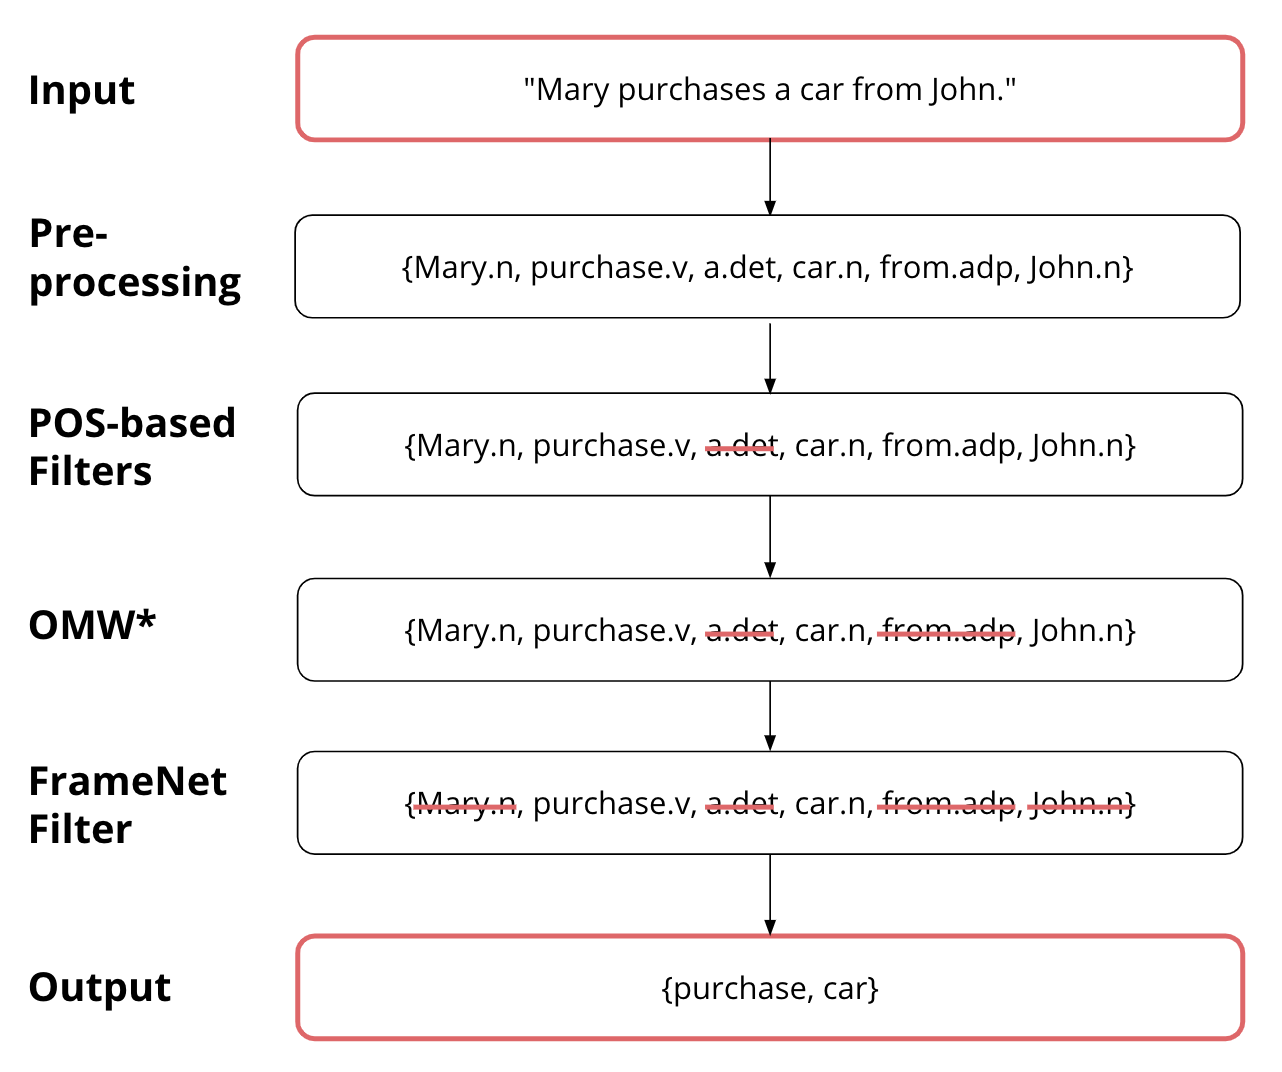 Input
"Mary purchases a car from John."
Pre-
processing
{Mary.n, purchase.v, a.det, car.n, from.adp, John.n}
POS-based
Filters
{Mary.n, purchase.v, a.det, car.n, from.adp, John.n}
OMW*
{Mary.n, purchase.v, a.det, car.n, from.adp, John.n}
FrameNet
Filter
{Mary.n, purchase.v, a.det, car.n, from.adp, John.n}
Output
{purchase, car}